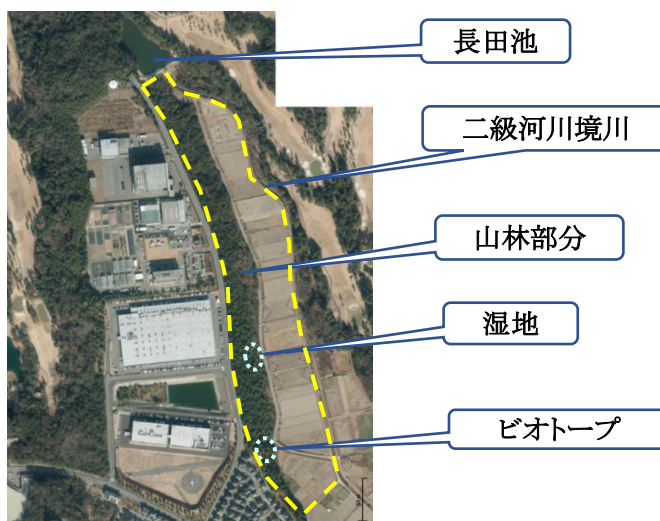 長田池
二級河川境川
山林部分
湿地
ビオトープ